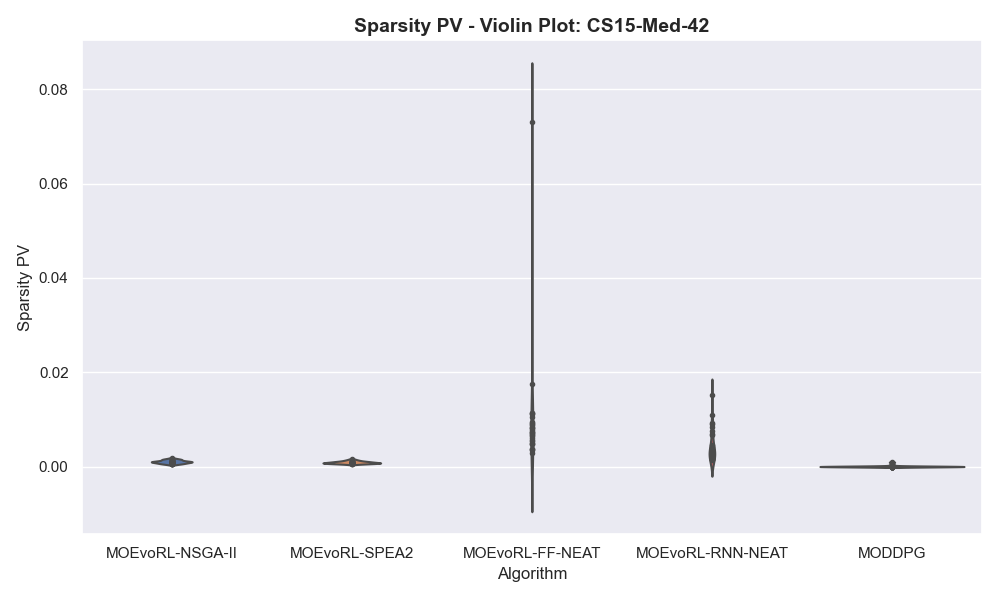 Sparsity PV - Violin Plot: CS15-Med-42
Sparsity PV
0.08
0.06
0.04
0.02
0.00
MOEvoRL-NSGA-II
MOEvoRL-SPEA2
MOEvoRL-FF-NEAT
MOEvoRL-RNN-NEAT
MODDPG
Algorithm